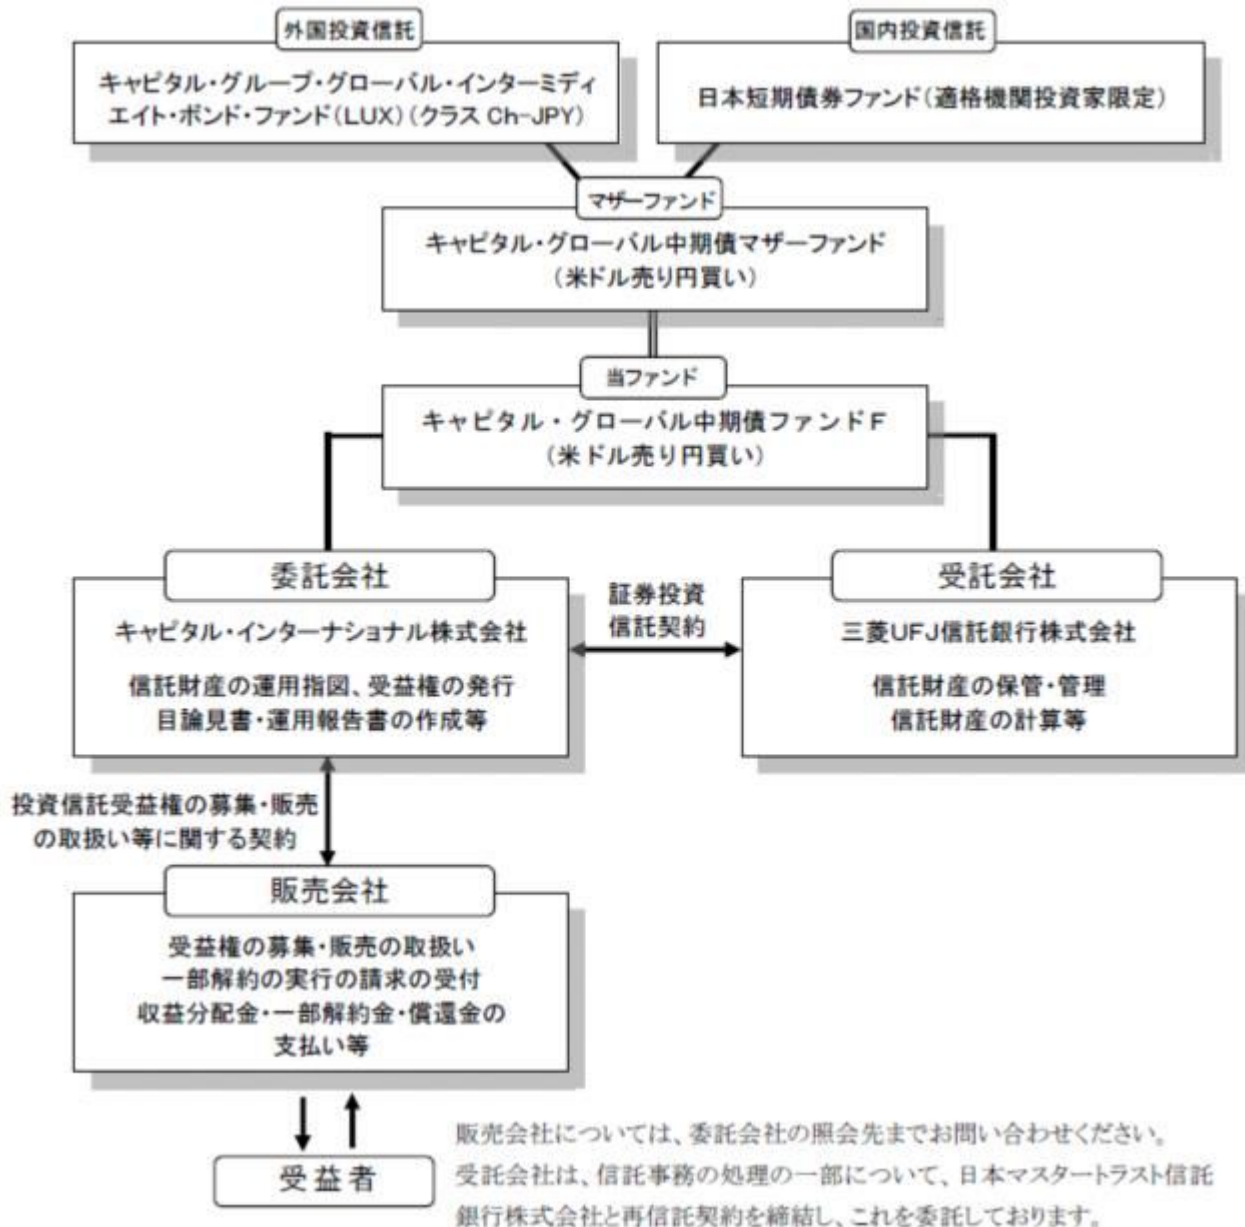 外国投資信託
キャピタル・グループ・グローバル・インターミディ
エイト・ボンド・ファンド(LUX)(クラス Ch-JPY)
国内投資信託
日本短期債券ファンド(適格機関投資家限定)
マザーファンド
キャピタル・グローバル中期債マザーファンド
(米ドル売り円買い)
当ファンド
キャピタル・グローバル中期債ファンドF
(米ドル売り円買い)
委託会社
キャピタル・インターナショナル株式会社
信託財産の運用指図、受益権の発行
目論見書・運用報告書の作成等
証券投資
信託契約
受託会社
三菱UFJ信託銀行株式会社
信託財産の保管・管理
信託財産の計算等
投資信託受益権の募集・販売
の取扱い等に関する契約
販売会社
受益権の募集・販売の取扱い
一部解約の実行の請求の受付
収益分配金・一部解約金・償還金の
支払い等
受益者
販売会社については、委託会社の照会先までお問い合わせください。
受託会社は、信託事務の処理の一部について、日本マスタートラスト信託
銀行株式会社と再信託契約を締結し、これを委託しております。